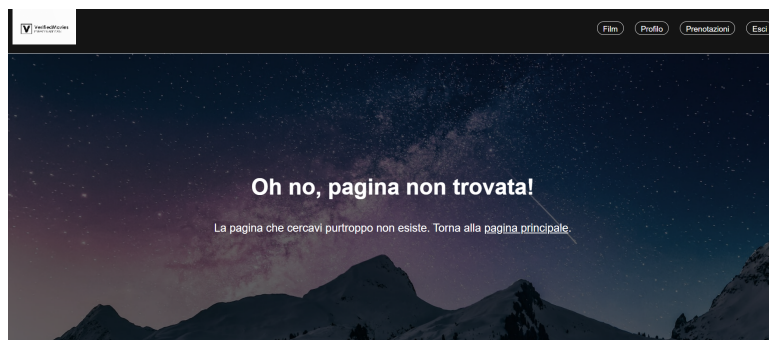 VerifiedMovies
Film
Profilo
Prenotazioni
Esci
Oh no, pagina non trovata!
La pagina che cercavi purtroppo non esiste. Torna alla pagina principale.